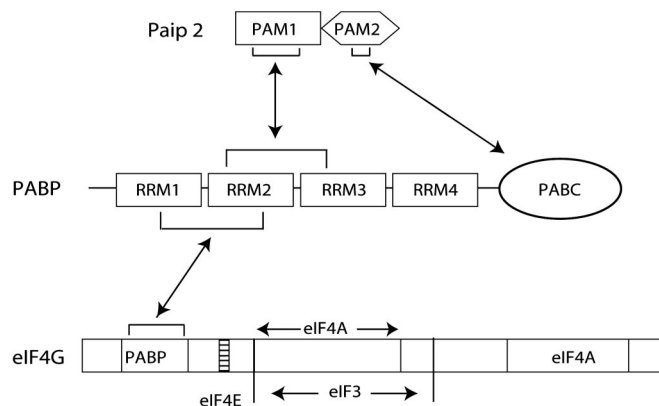 Paip 2 PAM1 PAM2
PABP RRM1 RRM2 RRM3 RRM4 PABC
eIF4A
eIF4G PABP eIF4A
eIF4E eIF3